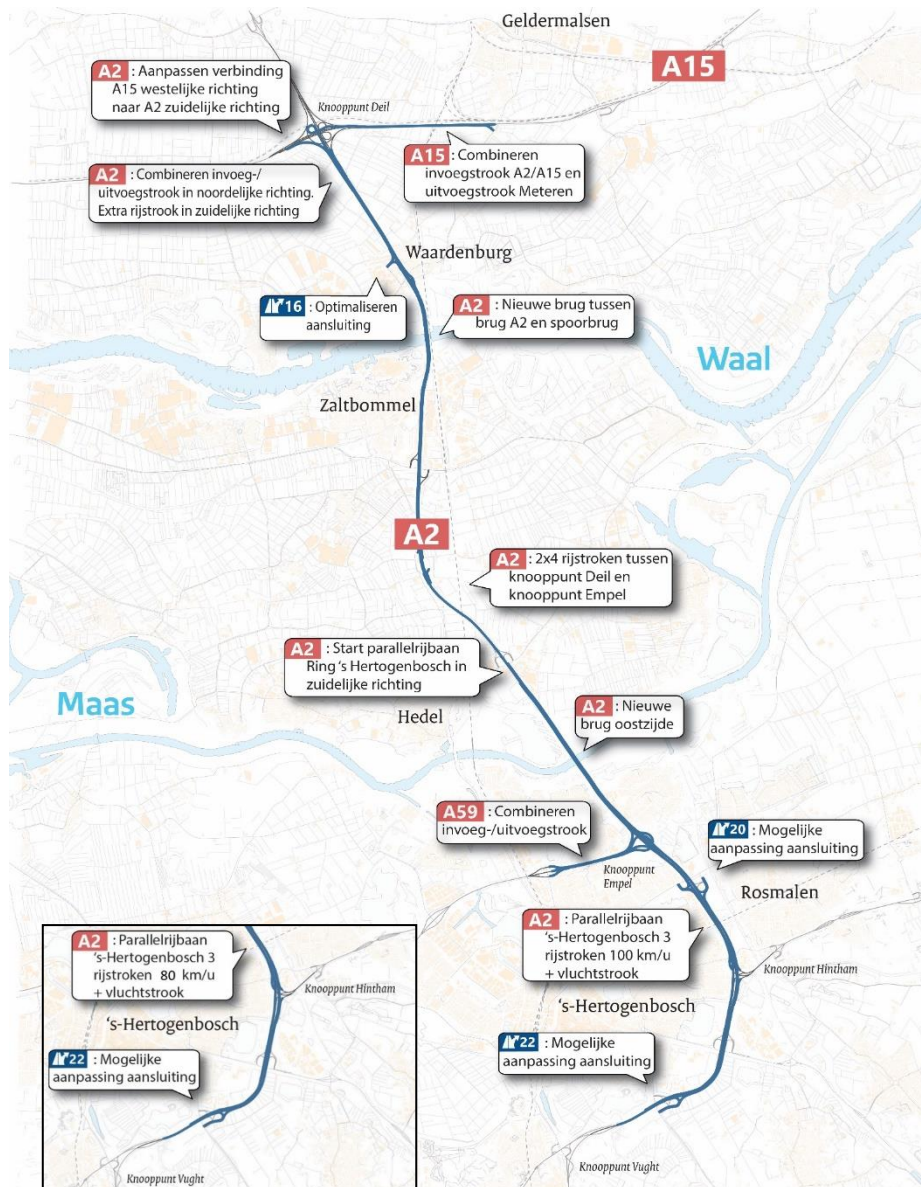 Geldermalsen
A15
A2 : Aanpassen verbinding
A15 westelijke richting
naar A2 zuidelijke richting
Knooppunt Deil
A15 : Combineren
invoegstrook A2/A15 en
uitvoegstrook Meteren
A2 : Combineren invoeg-/
uitvoegstrook in noordelijke richting.
Extra rijstrook in zuidelijke richting
Waardenburg
16 : Optimaliseren
aansluiting
A2 : Nieuwe brug tussen
brug A2 en spoorbrug
Waal
Zaltbommel
A2
A2 : 2x4 rijstroken tussen
knooppunt Deil en
knooppunt Empel
A2 : Start parallelrijbaan
Ring ‘s Hertogenbosch in
zuidelijke richting
Maas
Hedel
A2 : Nieuwe
brug oostzijde
A59 : Combineren
invoeg-/uitvoegstrook
20 : Mogelijke
aanpassing aansluiting
Knooppunt
Empel
Rosmalen
A2 : Parallelrijbaan
‘s-Hertogenbosch 3
rijstroken 100 km/u
+ vluchtstrook
Knooppunt Hintham
‘s-Hertogenbosch
22 : Mogelijke
aanpassing aansluiting
Knooppunt Vught
A2 : Parallelrijbaan
‘s-Hertogenbosch 3
rijstroken 80 km/u
+ vluchtstrook
Knooppunt Hintham
‘s-Hertogenbosch
22 : Mogelijke
aanpassing aansluiting
Knooppunt Vught